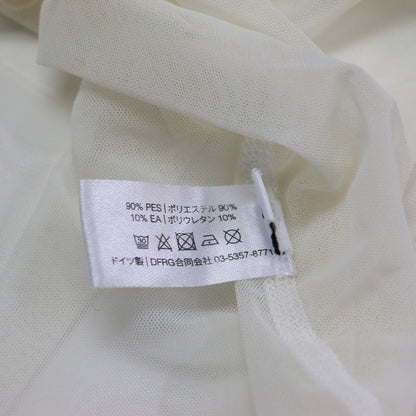 90% PES | ポリエステル 90%
10% EA | ポリウレタン 10%
30
ドイツ製 | DFRG合同会社 03-5357-8771